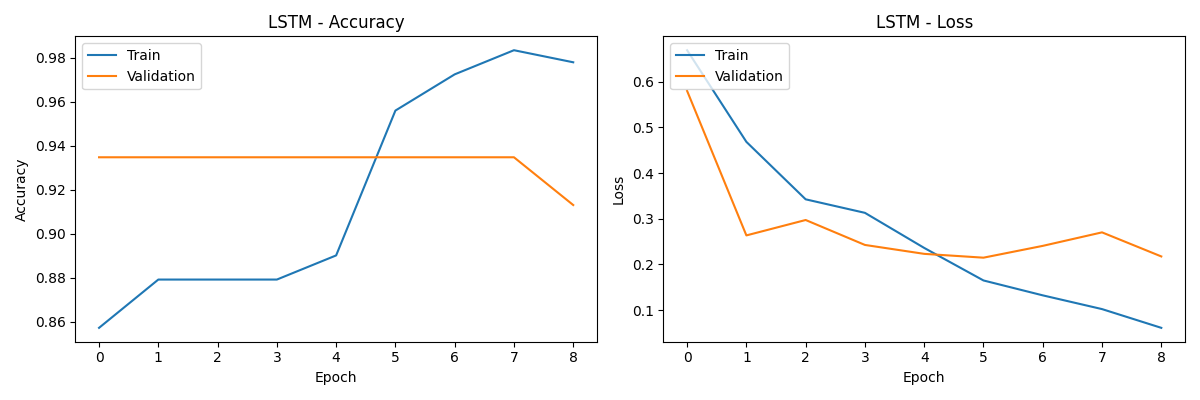 LSTM - Accuracy
Train
Validation
0.98
0.96
0.94
0.92
0.90
0.88
0.86
Accuracy
0 1 2 3 4 5 6 7 8
Epoch
LSTM - Loss
Train
Validation
0.6
0.5
0.4
0.3
0.2
0.1
Loss
0 1 2 3 4 5 6 7 8
Epoch